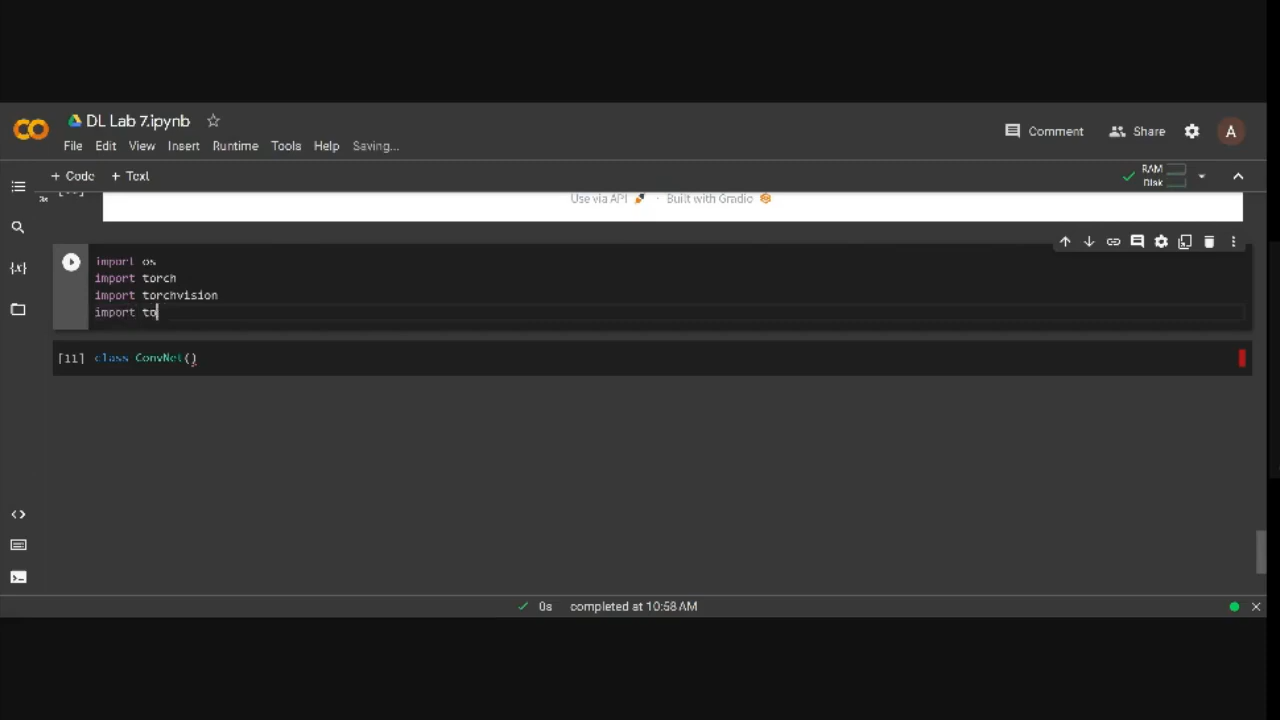 DL Lab 7.ipynb
Comment Share A
File Edit View Insert Runtime Tools Help Saving...
+ Code + Text
RAM
Disk
Use via API · Built with Gradio
import os
import torch
import torchvision
import to
[11] class ConvNet()
{x}
0s completed at 10:58 AM